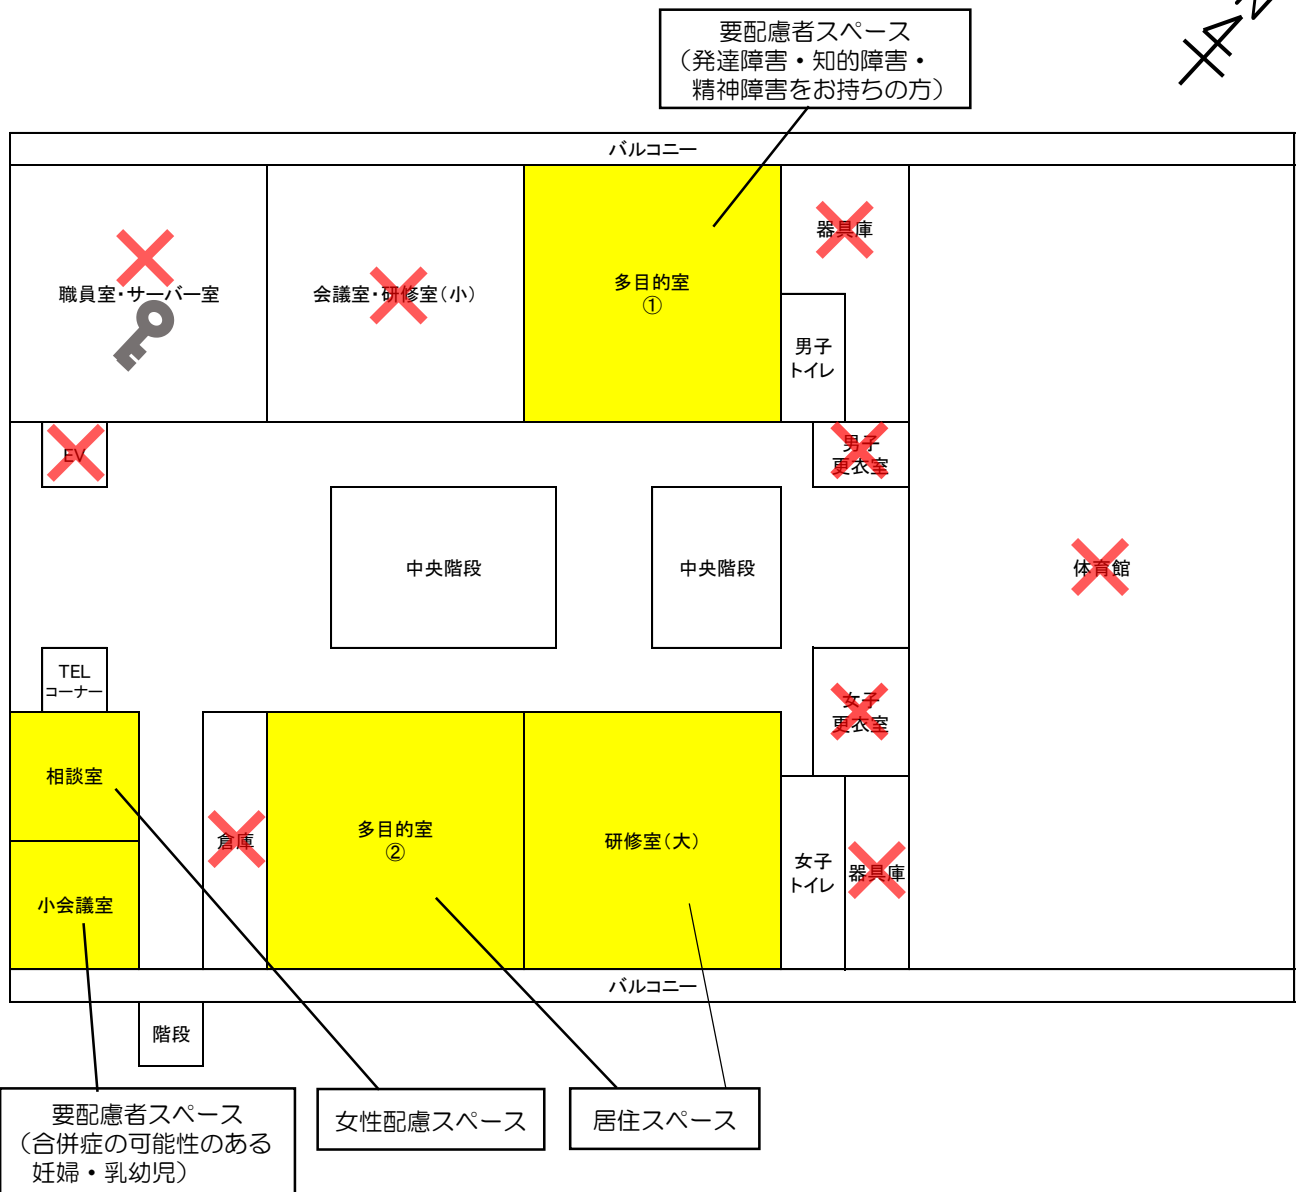 要配慮者スペース
（発達障害・知的障害・
精神障害をお持ちの方）
N
バルコニー
職員室・サーバー室
会議室・研修室（小）
多目的室
①
器具庫
男子
トイレ
EV
男子
更衣室
中央階段
中央階段
体育館
TEL
コーナー
女子
更衣室
相談室
倉庫
多目的室
②
研修室（大）
女子
トイレ
器具庫
小会議室
バルコニー
階段
要配慮者スペース
（合併症の可能性のある
妊婦・乳幼児）
女性配慮スペース
居住スペース